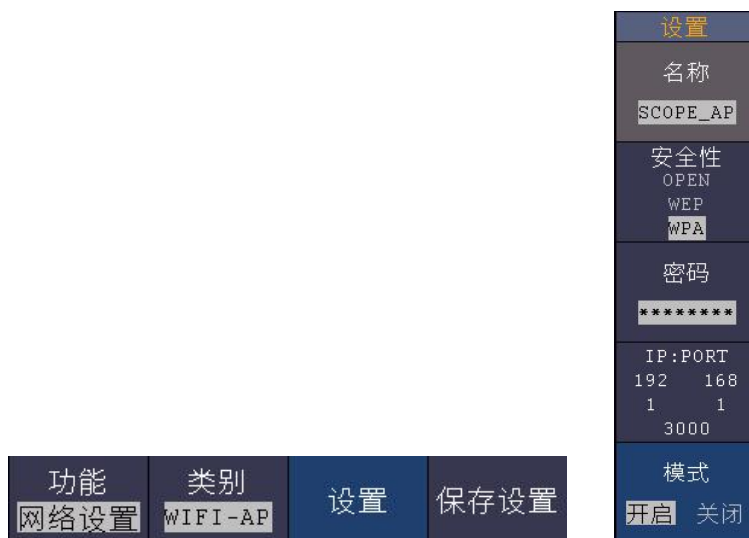 设置
名称
SCOPE_AP
安全性
OPEN
WEP
WPA
密码
********
IP:PORT
192 168
1 1
3000
模式
开启 关闭
功能 类别 设置 保存设置
网络设置 WIFI-AP